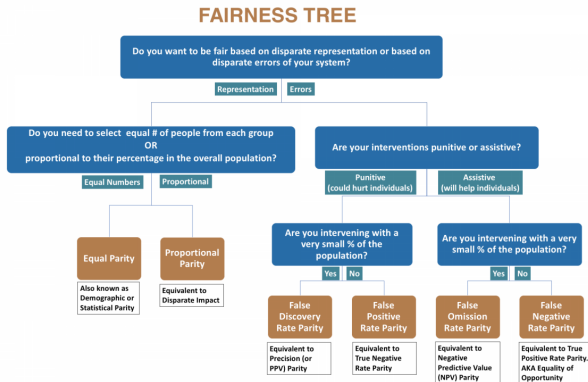 FAIRNESS TREE
Do you want to be fair based on disparate representation or based on
disparate errors of your system?
Representation
Errors
Do you need to select equal # of people from each group
OR
proportional to their percentage in the overall population?
Are your interventions punitive or assistive?
Equal Numbers
Proportional
Punitive
(could hurt individuals)
Assistive
(will help individuals)
Equal Parity
Proportional
Parity
Are you intervening with a
very small % of the
population?
Are you intervening with a very
small % of the population?
Also known as
Demographic or
Statistical Parity
Equivalent to
Disparate Impact
Yes
No
Yes
No
False
Discovery
Rate Parity
False
Positive
Rate Parity
False
Omission
Rate Parity
False
Negative
Rate Parity
Equivalent to
Precision (or
PPV) Parity
Equivalent to
True Negative
Rate Parity
Equivalent to
Negative
Predictive Value
(NPV) Parity
Equivalent to True
Positive Rate Parity.
AKA Equality of
Opportunity